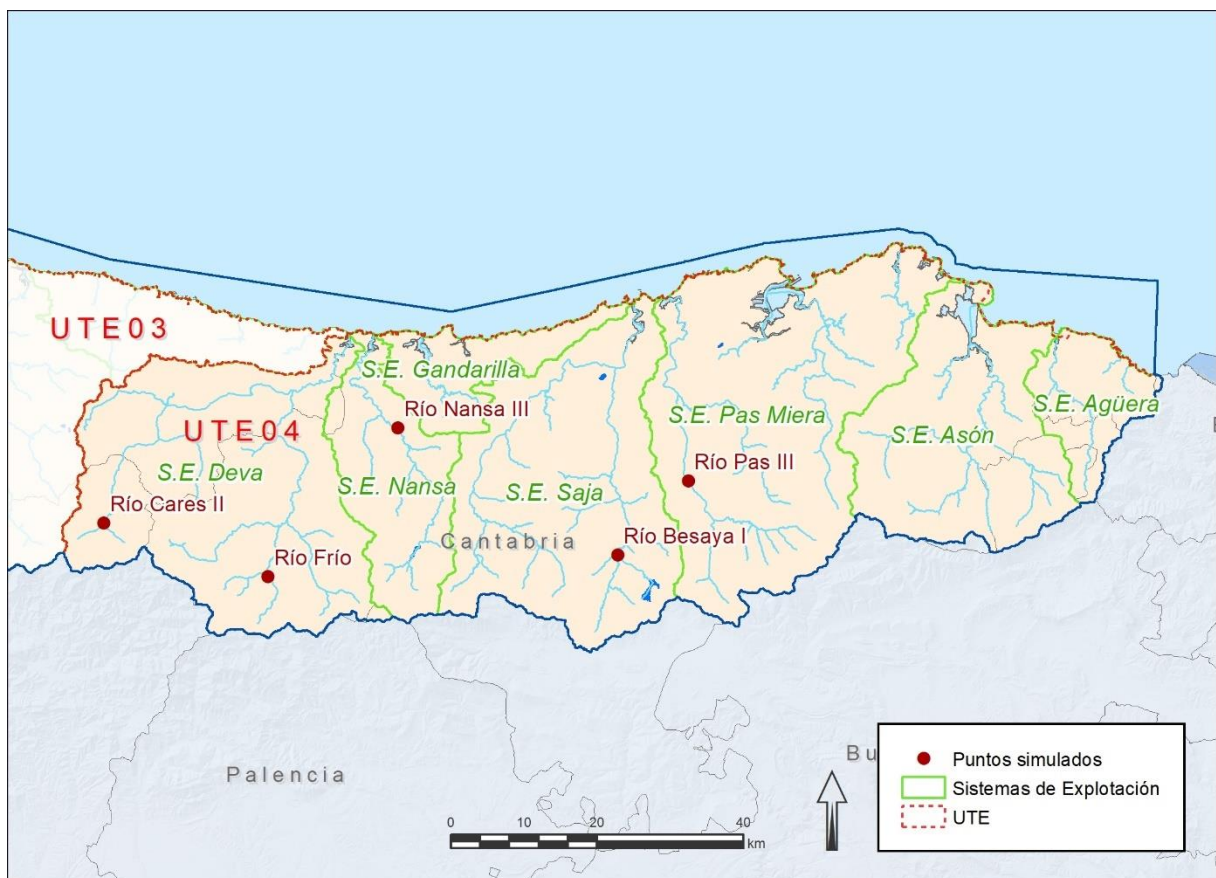 UTE03
S.E. Gandarilla
Río Nansa III
UTE04
S.E. Pas Miera
S.E. Agüera
S.E. Asón
S.E. Deva
S.E. Nansa
S.E. Saja
Río Pas III
Río Cares II
Cantabria
Río Besaya I
Río Frío
Palencia
Bu
Puntos simulados
Sistemas de Explotación
UTE
0 10 20 40
km